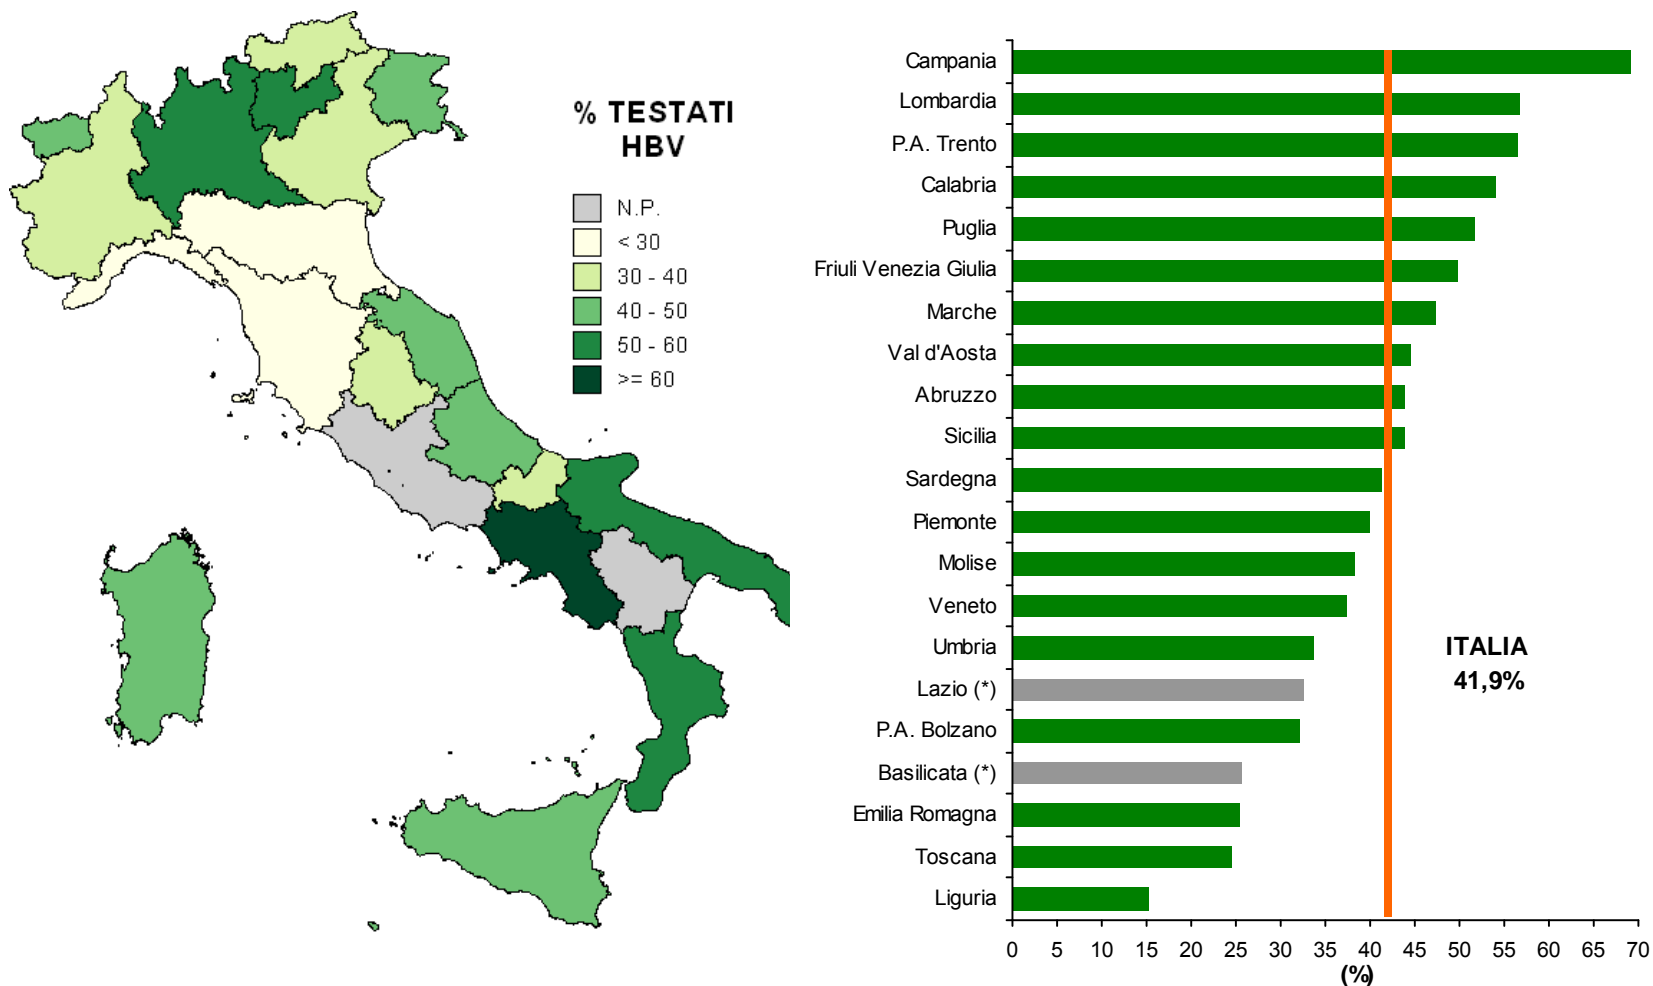 % TESTATI
HBV
N.P.
< 30
30 - 40
40 - 50
50 - 60
>= 60
Campania
Lombardia
P.A. Trento
Calabria
Puglia
Friuli Venezia Giulia
Marche
Val d'Aosta
Abruzzo
Sicilia
Sardegna
Piemonte
Molise
Veneto
Umbria
Lazio (*)
P.A. Bolzano
Basilicata (*)
Emilia Romagna
Toscana
Liguria
ITALIA
41,9%
0 5 10 15 20 25 30 35 40 45 50 55 60 65 70
(%)